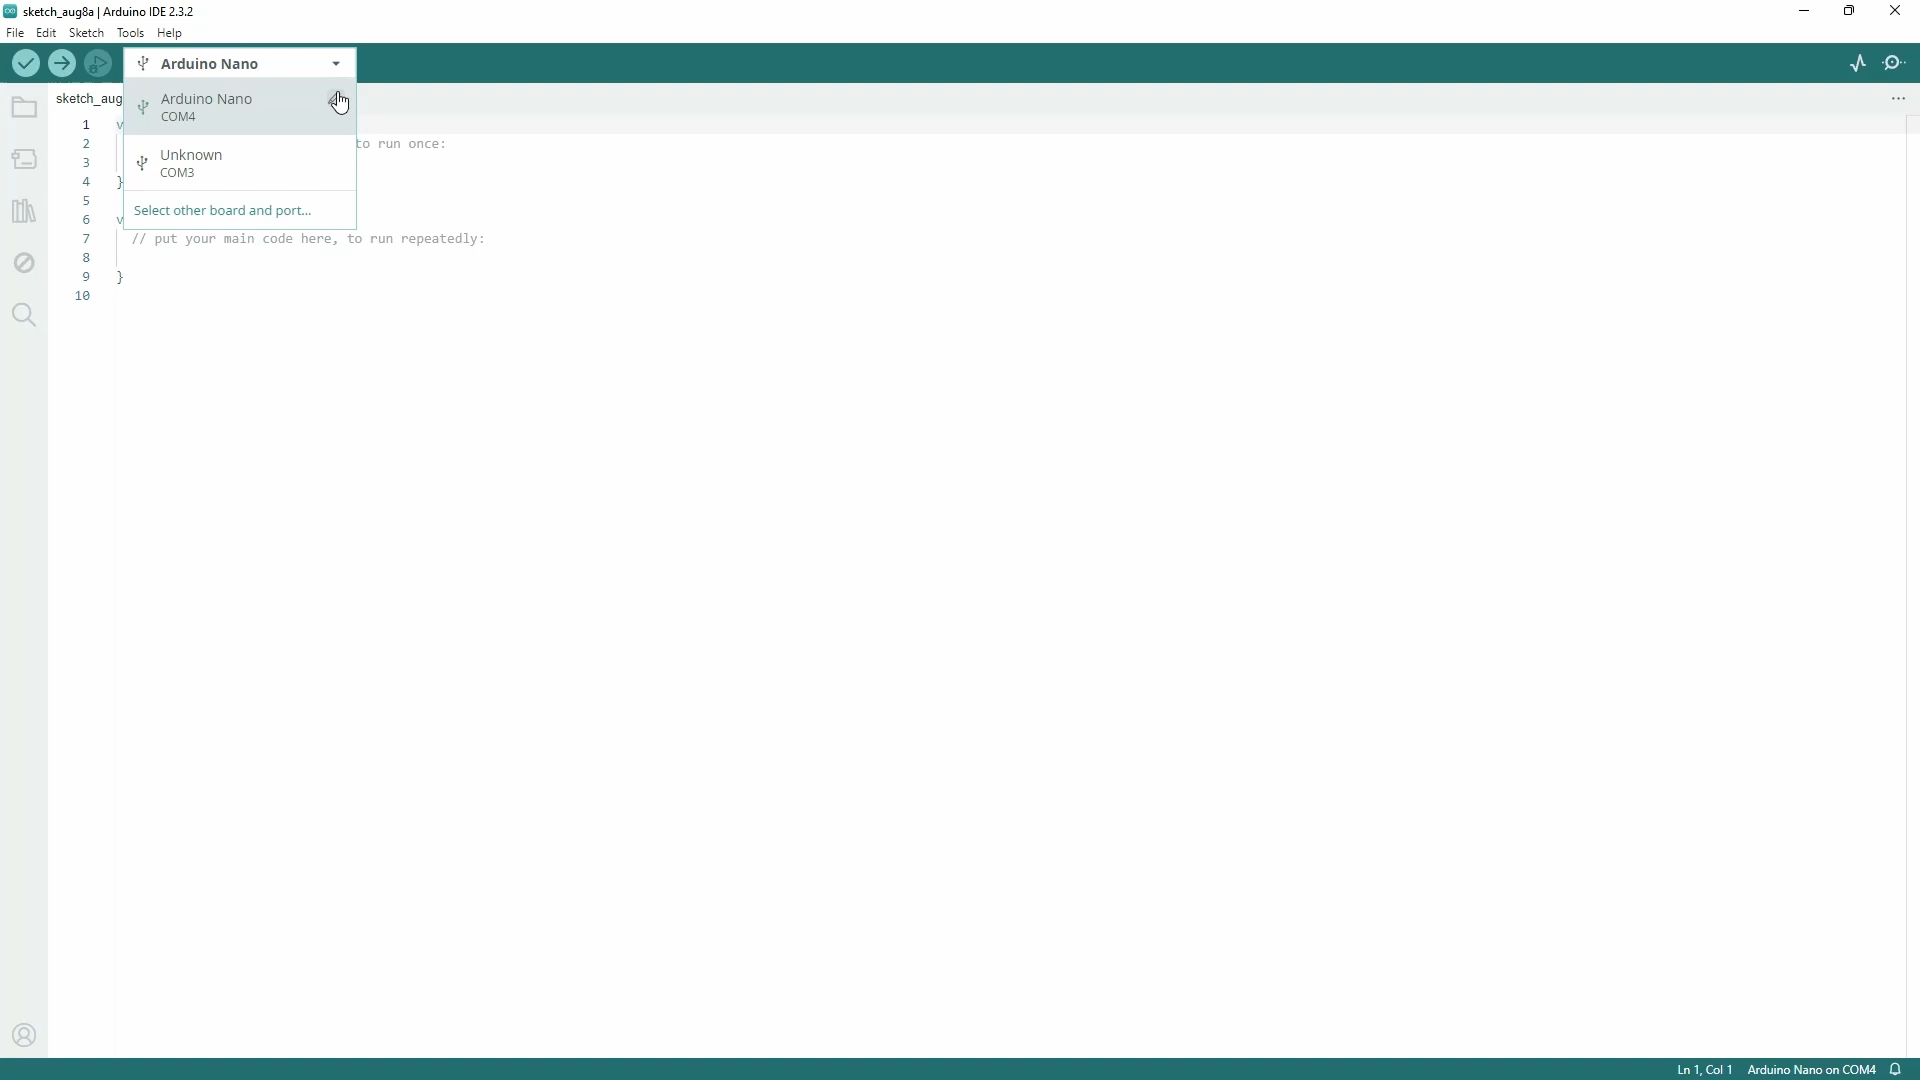 sketch_aug8a | Arduino IDE 2.3.2
File Edit Sketch Tools Help
Arduino Nano
sketch_aug
Arduino Nano
COM4
1
2 to run once:
Unknown
COM3
3
4 }
5
Select other board and port...
6
7 // put your main code here, to run repeatedly:
8
9 }
10
Ln 1, Col 1 Arduino Nano on COM4